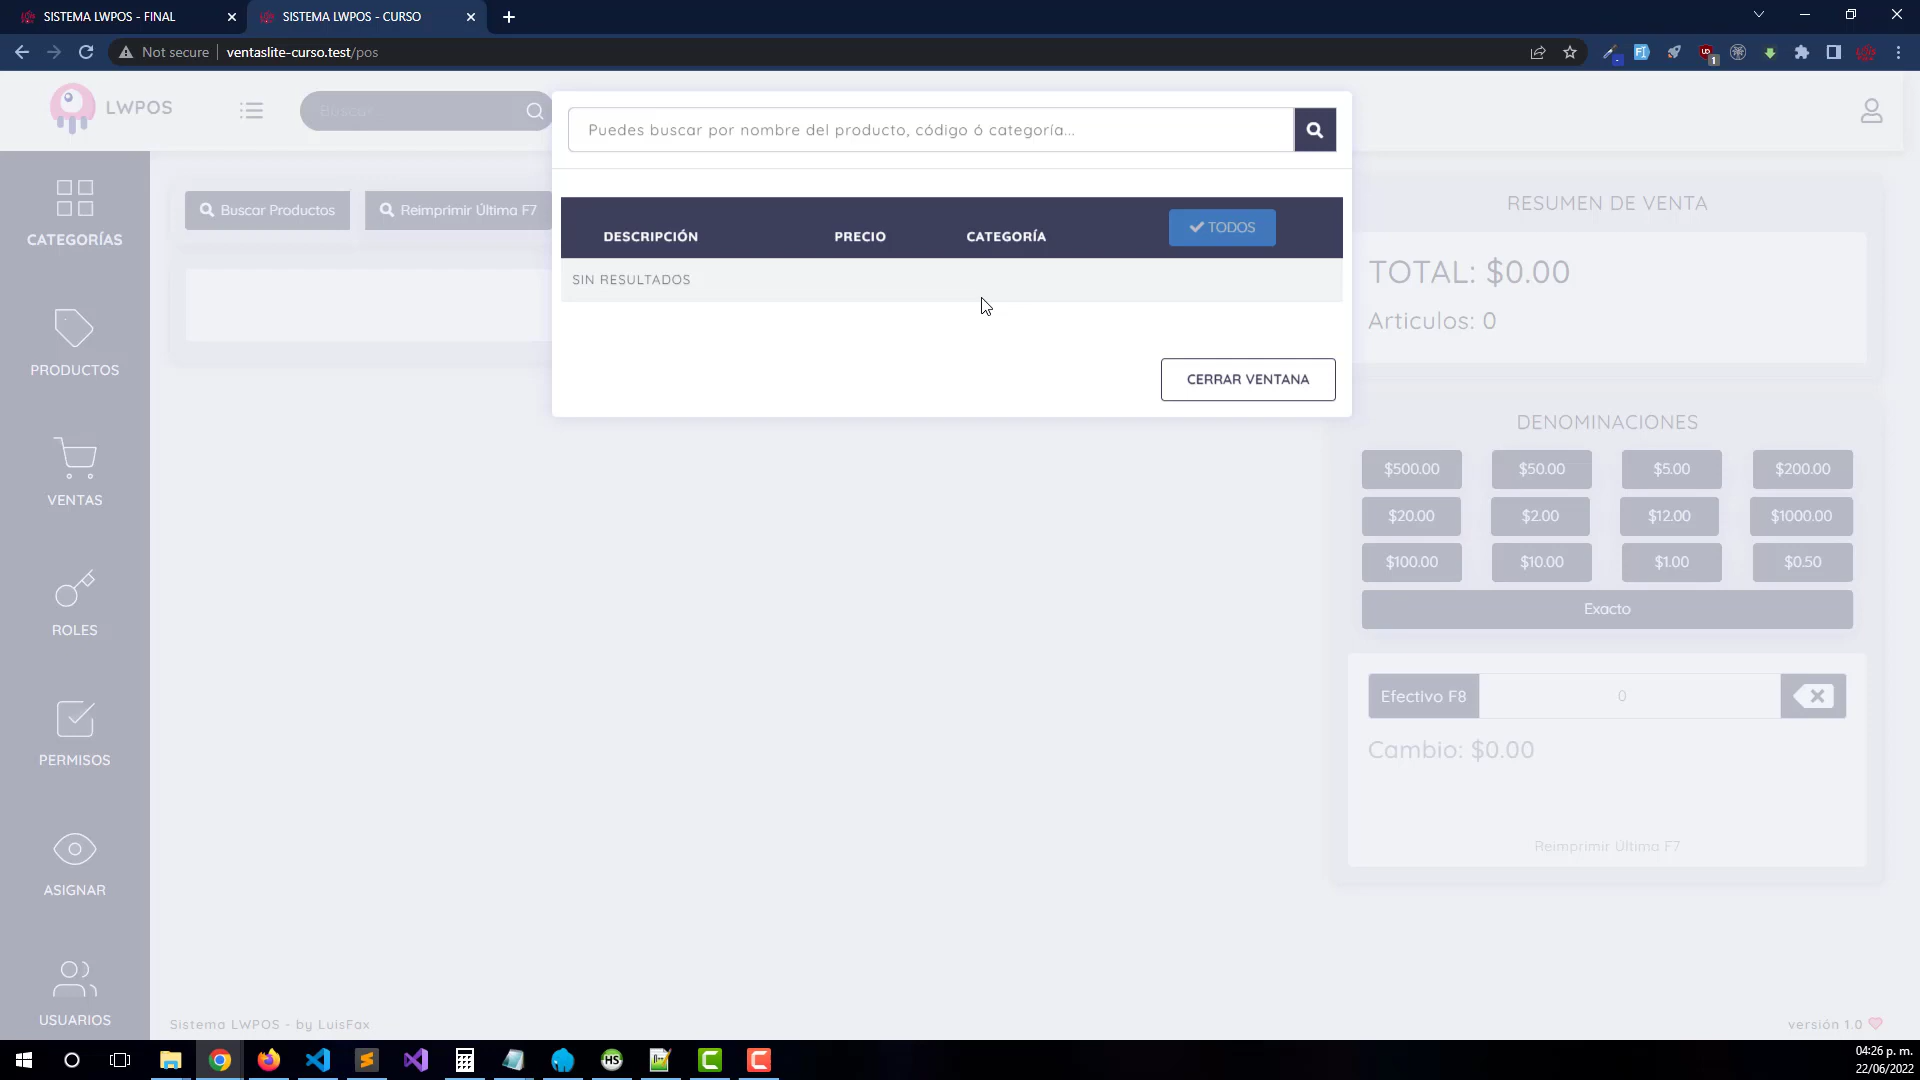 SISTEMA LWPOS - FINAL
SISTEMA LWPOS - CURSO
Not secure
ventaslite-curso.test/pos
LWPOS
Buscar...
Puedes buscar por nombre del producto, código ó categoría...
Buscar Productos
Reimprimir Última F7
DESCRIPCIÓN
PRECIO
CATEGORÍA
TODOS
SIN RESULTADOS
CERRAR VENTANA
CATEGORÍAS
PRODUCTOS
VENTAS
ROLES
PERMISOS
ASIGNAR
USUARIOS
RESUMEN DE VENTA
TOTAL: $0.00
Articulos: 0
DENOMINACIONES
$500.00
$50.00
$5.00
$200.00
$20.00
$2.00
$12.00
$1000.00
$100.00
$10.00
$1.00
$0.50
Exacto
Efectivo F8
0
Cambio: $0.00
Reimprimir Última F7
Sistema LWPOS - by LuisFax
versión 1.0
04:26 p. m.
22/06/2022